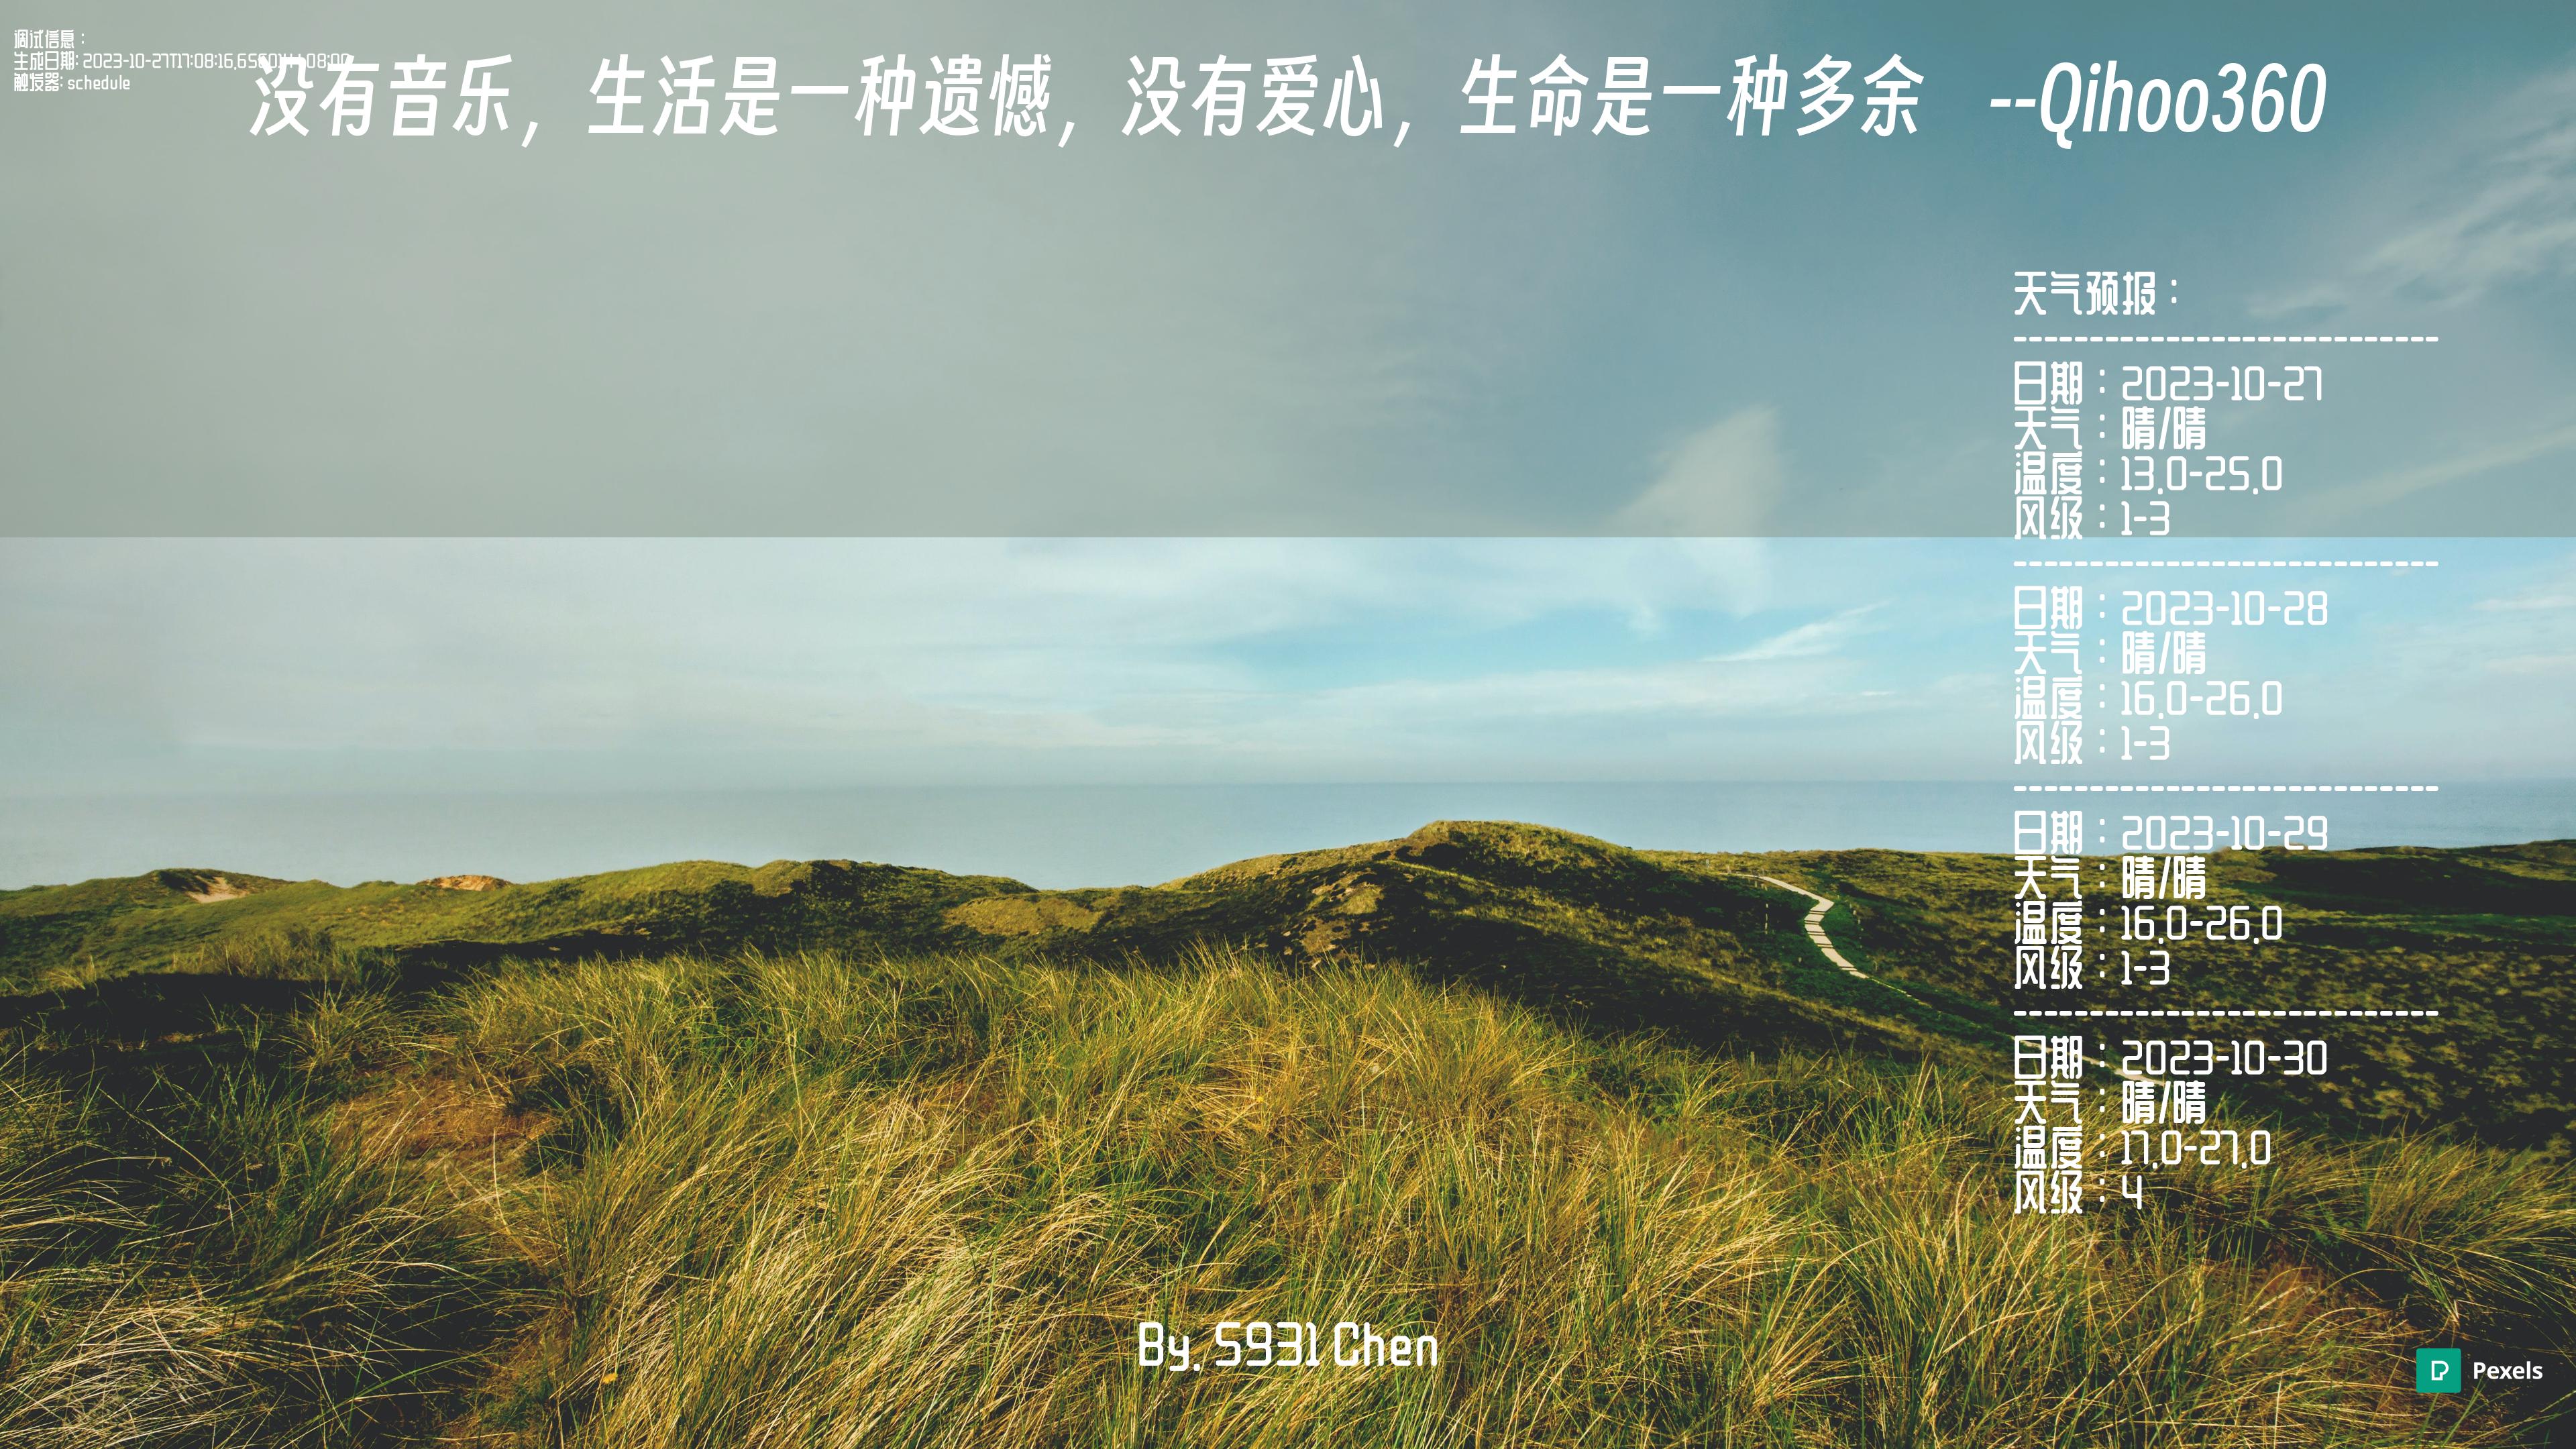 调试信息：
生成日期: 2023-10-27T17:08:16.
触发器: schedule
没有音乐，生活是一种遗憾，没有爱心，生命是一种多余 --Qihoo360
天气预报：
----------------------------
日期：2023-10-27
天气：晴/晴
温度：13.0-25.0
风级：1-3
----------------------------
日期：2023-10-28
天气：晴/晴
温度：16.0-26.0
风级：1-3
----------------------------
日期：2023-10-29
天气：晴/晴
温度：16.0-26.0
风级：1-3
----------------------------
日期：2023-10-30
天气：晴/晴
温度：17.0-27.0
风级：4
By. S931 Chen
Pexels